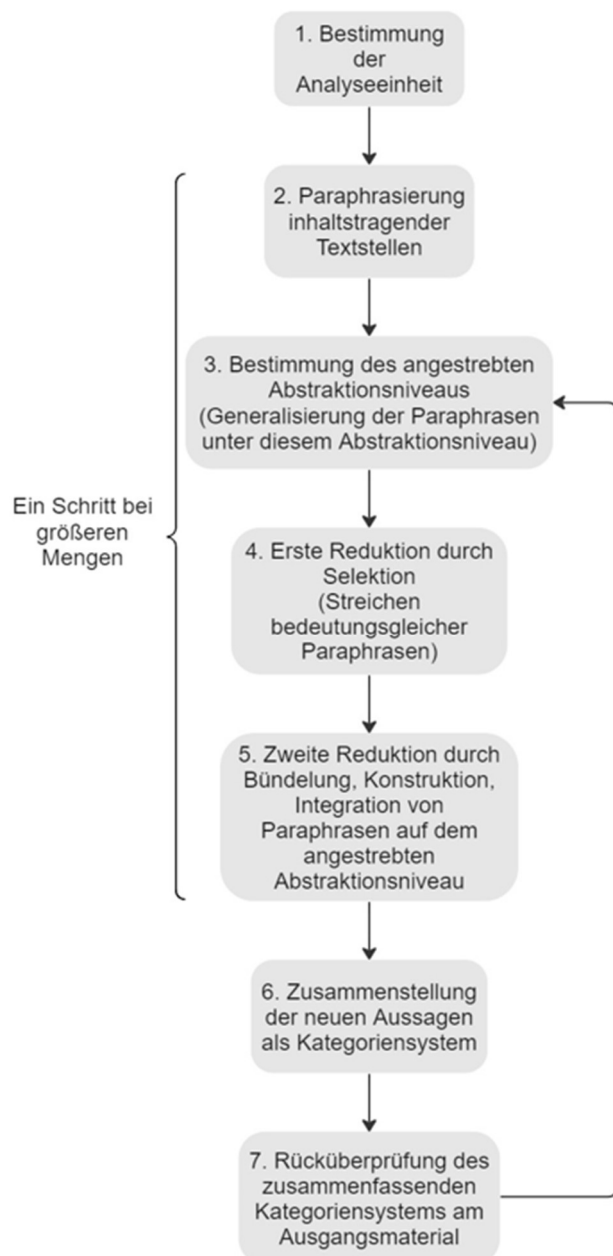 1. Bestimmung
der
Analyseeinheit
2. Paraphrasierung
inhaltstragender
Textstellen
3. Bestimmung des angestrebten
Abstraktionsniveaus
(Generalisierung der Paraphrasen
unter diesem Abstraktionsniveau)
Ein Schritt bei
größeren
Mengen
4. Erste Reduktion durch
Selektion
(Streichen
bedeutungsgleicher
Paraphrasen)
5. Zweite Reduktion durch
Bündelung, Konstruktion,
Integration von
Paraphrasen auf dem
angestrebten
Abstraktionsniveau
6. Zusammenstellung
der neuen Aussagen
als Kategoriensystem
7. Rücküberprüfung des
zusammenfassenden
Kategoriensystems am
Ausgangsmaterial